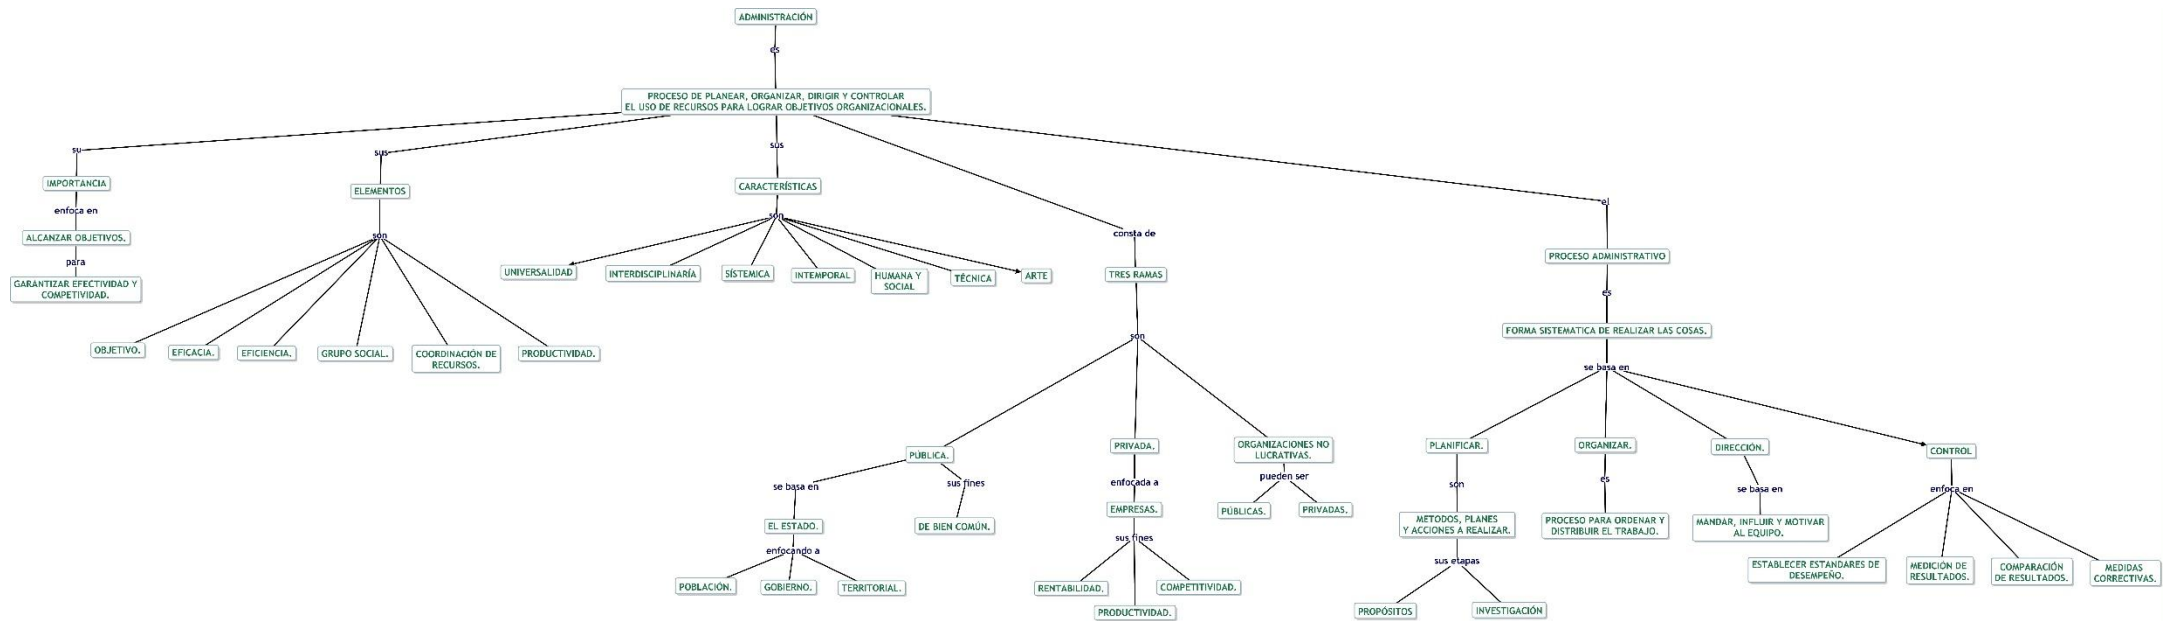 ADMINISTRACIÓN
es
PROCESO DE PLANEAR, ORGANIZAR, DIRIGIR Y CONTROLAR
EL USO DE RECURSOS PARA LOGRAR OBJETIVOS ORGANIZACIONALES.
su
IMPORTANCIA
enfoca en
ALCANZAR OBJETIVOS.
para
GARANTIZAR EFECTIVIDAD Y
COMPETIVIDAD.
sus
ELEMENTOS
son
OBJETIVO.
EFICACIA.
EFICIENCIA.
GRUPO SOCIAL.
COORDINACIÓN DE
RECURSOS.
PRODUCTIVIDAD.
sus
CARACTERÍSTICAS
son
UNIVERSALIDAD
INTERDISCIPLINARÍA
SÍSTEMICA
INTEMPORAL
HUMANA Y
SOCIAL
TÉCNICA
ARTE
consta de
TRES RAMAS
son
PÚBLICA.
se basa en
EL ESTADO.
enfocando a
POBLACIÓN.
GOBIERNO.
TERRITORIAL.
sus fines
DE BIEN COMÚN.
PRIVADA.
enfocada a
EMPRESAS.
sus fines
RENTABILIDAD.
PRODUCTIVIDAD.
COMPETITIVIDAD.
ORGANIZACIONES NO
LUCRATIVAS.
pueden ser
PÚBLICAS.
PRIVADAS.
el
PROCESO ADMINISTRATIVO
es
FORMA SISTEMATICA DE REALIZAR LAS COSAS.
se basa en
PLANIFICAR.
son
METODOS, PLANES
Y ACCIONES A REALIZAR.
sus etapas
PROPÓSITOS
INVESTIGACIÓN
ORGANIZAR.
es
PROCESO PARA ORDENAR Y
DISTRIBUIR EL TRABAJO.
DIRECCIÓN.
se basa en
MANDAR, INFLUIR Y MOTIVAR
AL EQUIPO.
CONTROL
enfoca en
ESTABLECER ESTANDARES DE
DESEMPEÑO.
MEDICIÓN DE
RESULTADOS.
COMPARACIÓN
DE RESULTADOS.
MEDIDAS
CORRECTIVAS.